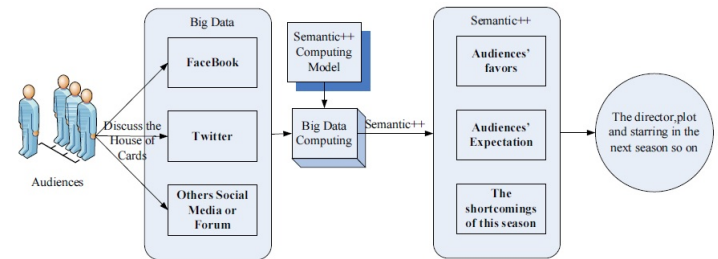 Big Data
FaceBook
Twitter
Others Social
Media or
Forum
Discuss the
House of
Cards
Audiences
Semantic++
Computing
Model
Big Data
Computing
Semantic++
Semantic++
Audiences'
favors
Audiences'
Expectation
The
shortcomings
of this season
The director,plot
and starring in the
next season so on